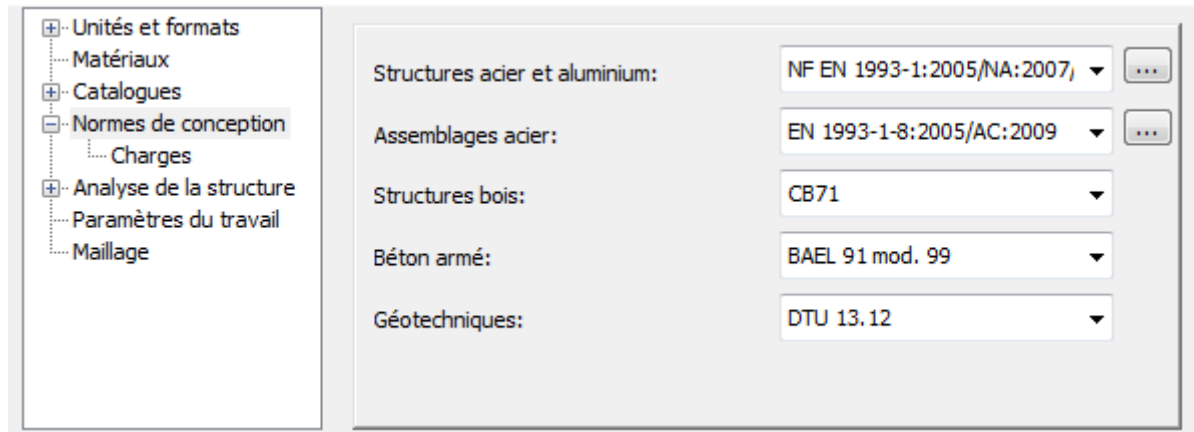 Unités et formats
Matériaux
Catalogues
Normes de conception
Charges
Analyse de la structure
Paramètres du travail
Maillage
Structures acier et aluminium: NF EN 1993-1:2005/NA:2007/ ...
Assemblages acier: EN 1993-1-8:2005/AC:2009 ...
Structures bois: CB71
Béton armé: BAEL 91 mod. 99
Géotechniques: DTU 13.12